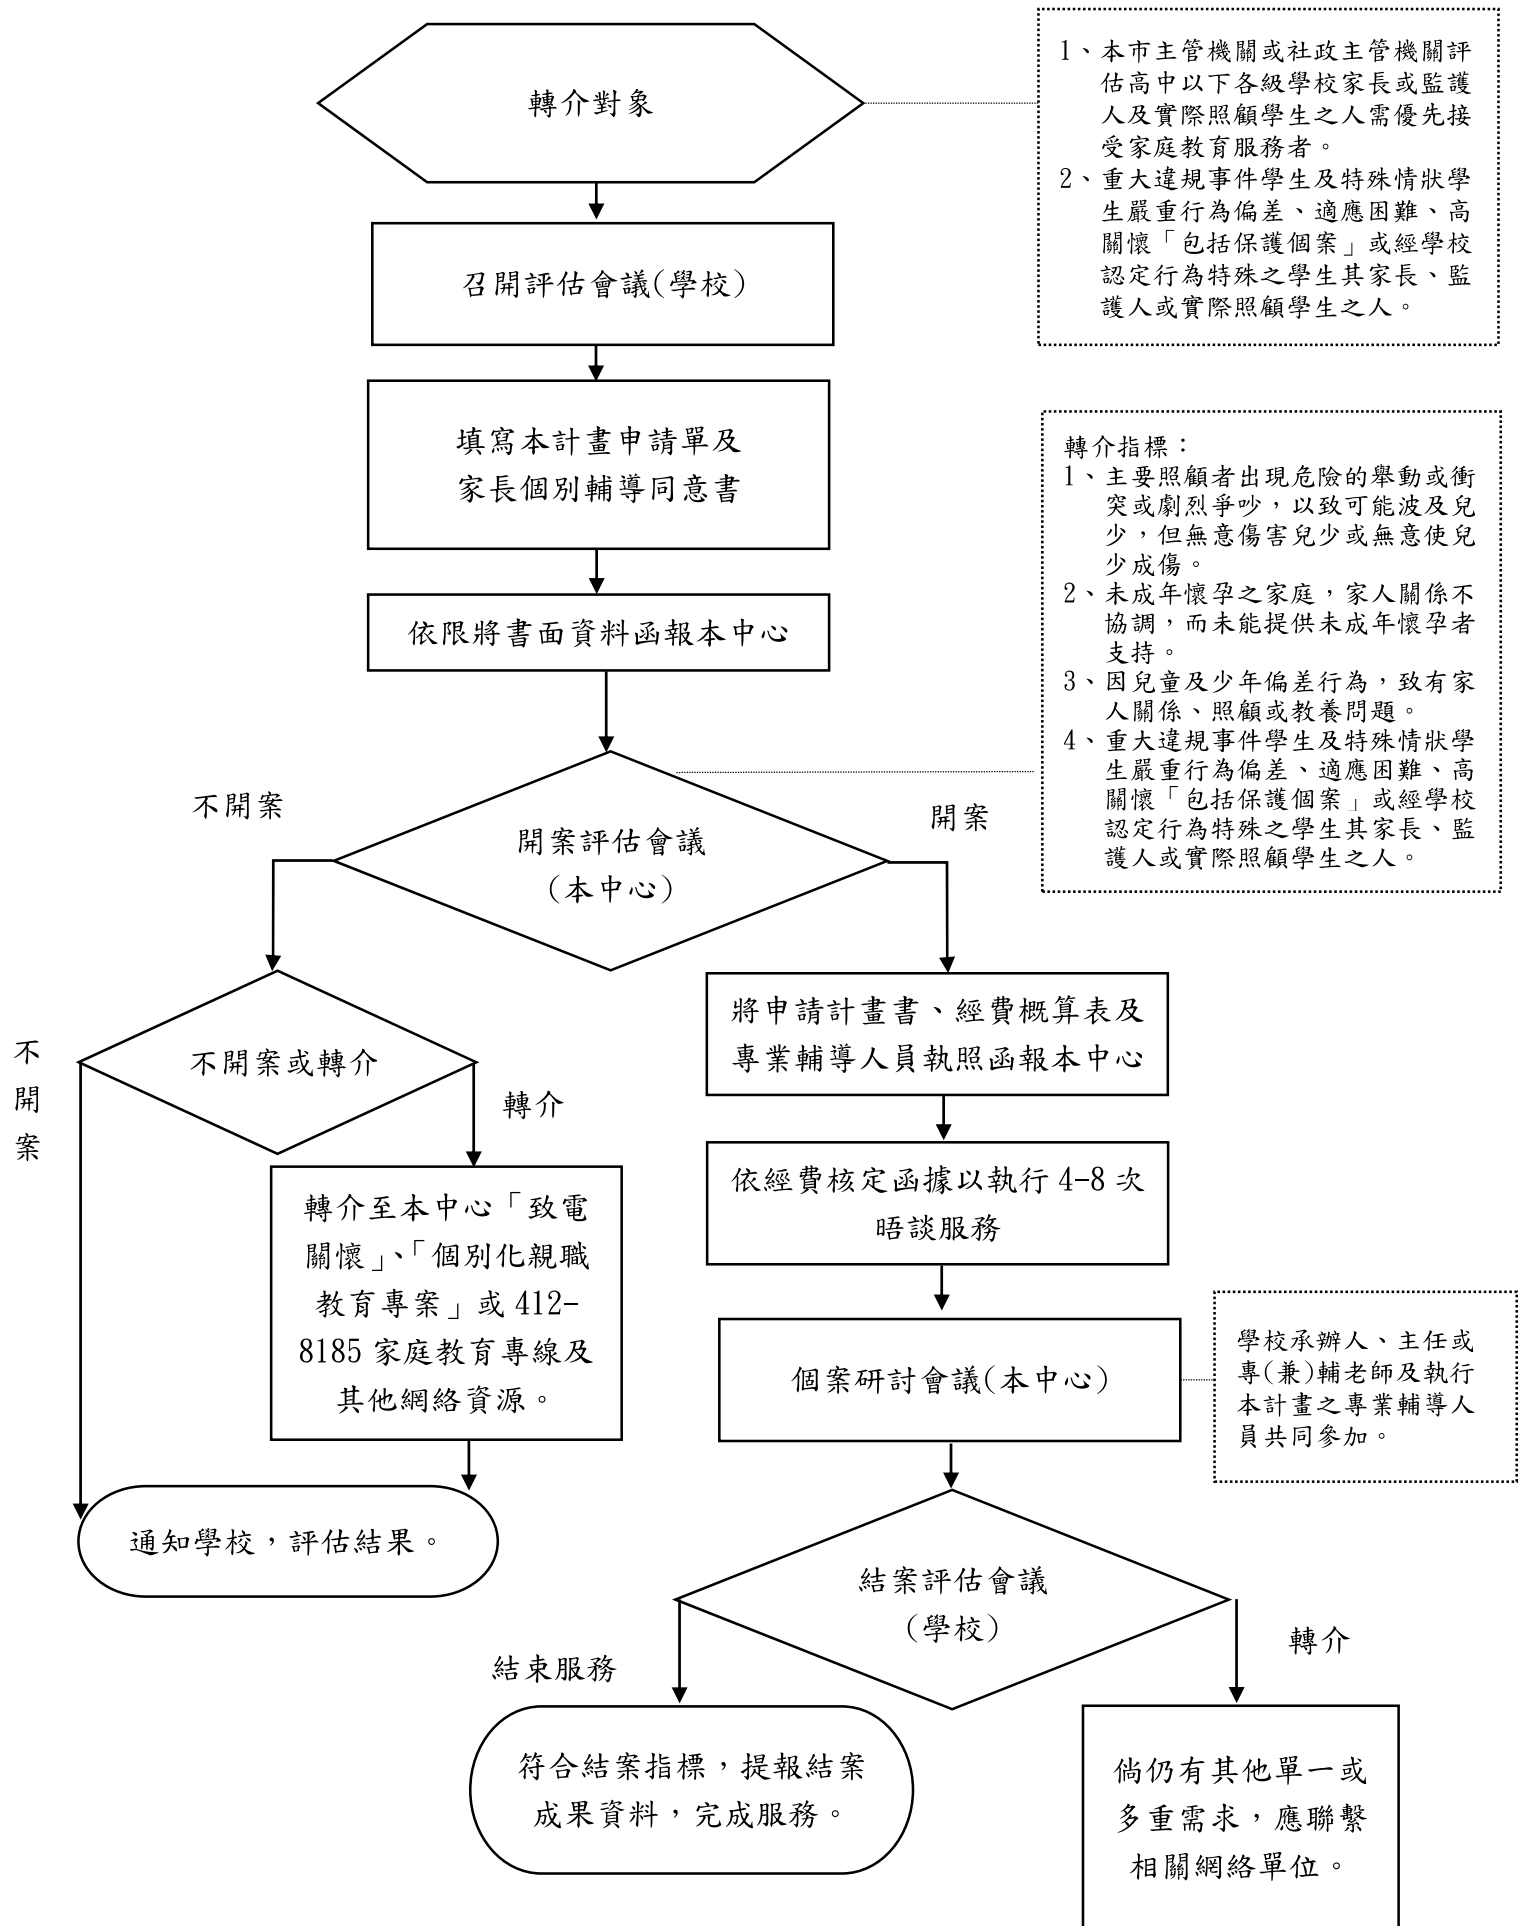 轉介對象
1、本市主管機關或社政主管機關評
估高中以下各級學校家長或監護
人及實際照顧學生之人需優先接
受家庭教育服務者。
2、重大違規事件學生及特殊情狀學
生嚴重行為偏差、適應困難、高
關懷「包括保護個案」或經學校
認定行為特殊之學生其家長、監
護人或實際照顧學生之人。
召開評估會議(學校)
填寫本計畫申請單及
家長個別輔導同意書
依限將書面資料函報本中心
轉介指標：
1、主要照顧者出現危險的舉動或衝
突或劇烈爭吵，以致可能波及兒
少，但無意傷害兒少或無意使兒
少成傷。
2、未成年懷孕之家庭，家人關係不
協調，而未能提供未成年懷孕者
支持。
3、因兒童及少年偏差行為，致有家
人關係、照顧或教養問題。
4、重大違規事件學生及特殊情狀學
生嚴重行為偏差、適應困難、高
關懷「包括保護個案」或經學校
認定行為特殊之學生其家長、監
護人或實際照顧學生之人。
不開案
開案評估會議
(本中心)
開案
不開案或轉介
不
開
案
轉介
轉介至本中心「致電
關懷」、「個別化親職
教育專案」或 412-
8185 家庭教育專線及
其他網絡資源。
通知學校，評估結果。
將申請計畫書、經費概算表及
專業輔導人員執照函報本中心
依經費核定函據以執行 4-8 次
晤談服務
個案研討會議(本中心)
學校承辦人、主任或
專(兼)輔老師及執行
本計畫之專業輔導人
員共同參加。
結案評估會議
(學校)
結束服務
轉介
符合結案指標，提報結案
成果資料，完成服務。
倘仍有其他單一或
多重需求，應聯繫
相關網絡單位。